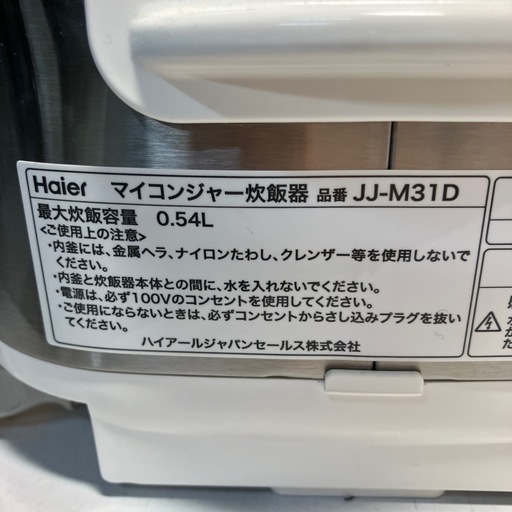 Haier マイコンジャー炊飯器 品番 JJ-M31D
最大炊飯容量 0.54L
<ご使用上の注意>
・内釜には、金属ヘラ、ナイロンたわし、クレンザー等を使用しないで
ください。
・内釜と炊飯器本体との間に、水を入れないでください。
・電源は、必ず100Vのコンセントを使用してください。
・ご使用にならないときは、必ずコンセントからさし込みプラグを抜い
てください。
ハイアールジャパンセールス株式会社